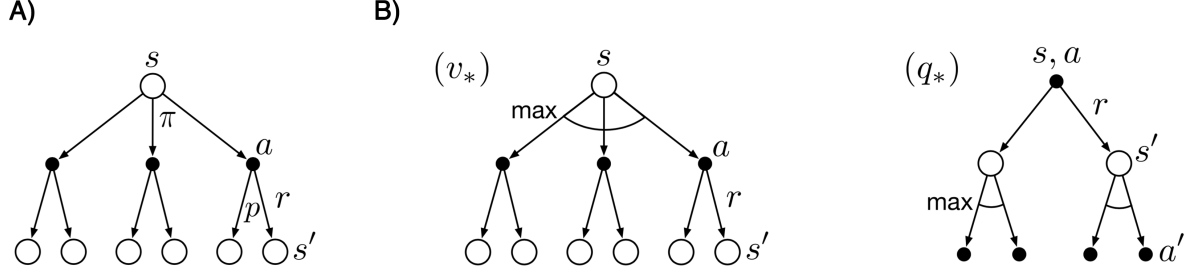 A)
s
π
a
p
r
s′
B)
(v*)
s
max
a
r
s′
(q*)
s, a
r
s′
max
a′